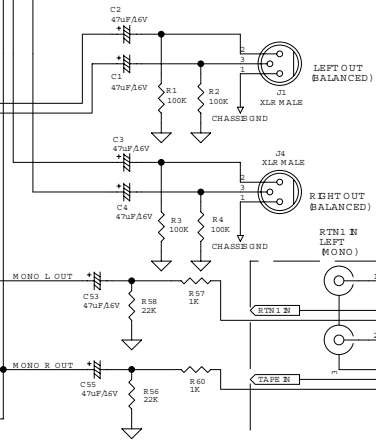 C2
47uF/16V
2
3
1
C1
47uF/16V
R1
100K
R2
100K
LEFT OUT
(BALANCED)
J1
XLR MALE
CHASSIS GND
C3
47uF/16V
J4
XLR MALE
2
3
1
C4
47uF/16V
RIGHT OUT
(BALANCED)
R3
100K
R4
100K
CHASSIS GND
RTN1 IN
LEFT
(MONO)
MONO L OUT
1
C53
47uF/16V
R57
1K
R58
22K
RTN1 IN
2
MONO R OUT
3
TAPE IN
C55
47uF/16V
R60
1K
R56
22K